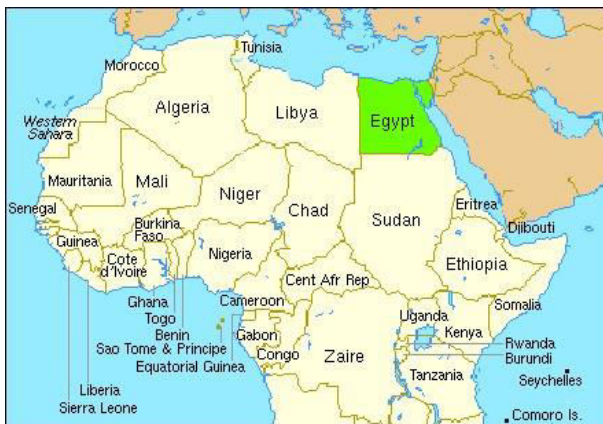 Tunisia
Morocco
Algeria
Libya
Egypt
Western
Sahara
Mauritania
Mali
Niger
Chad
Sudan
Eritrea
Senegal
Burkina
Faso
Djibouti
Guinea
Cote
d'Ivoire
Nigeria
Ethiopia
Cent Afr Rep
Ghana
Togo
Benin
Sao Tome & Principe
Equatorial Guinea
Cameroon
Gabon
Congo
Zaire
Uganda
Kenya
Somalia
Rwanda
Burundi
Tanzania
Seychelles
Liberia
Sierra Leone
Comoro Is.